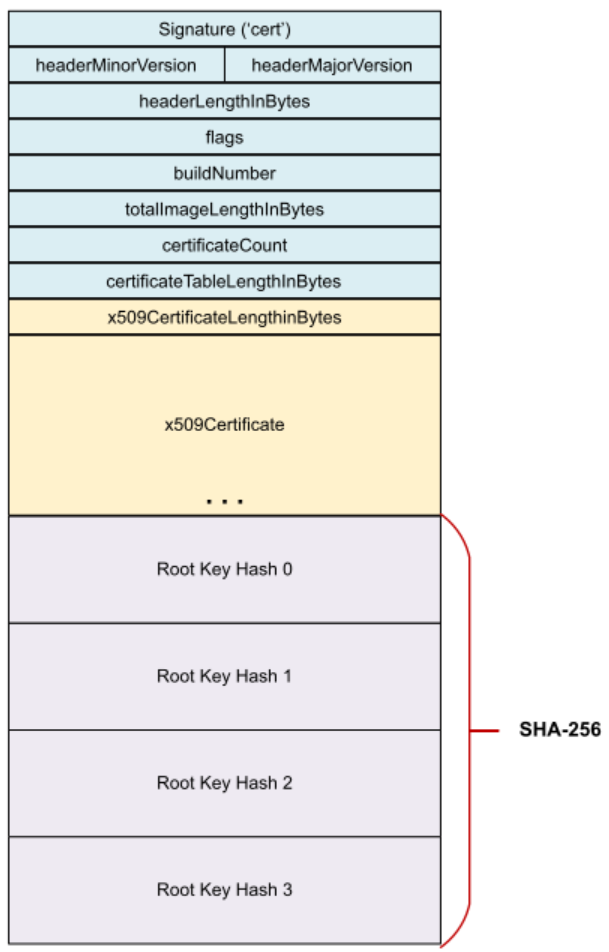 Signature (‘cert’)
headerMinorVersion headerMajorVersion
headerLengthInBytes
flags
buildNumber
totalImageLengthInBytes
certificateCount
certificateTableLengthInBytes
x509CertificateLengthinBytes
x509Certificate
. . .
Root Key Hash 0
Root Key Hash 1
Root Key Hash 2
Root Key Hash 3
SHA-256